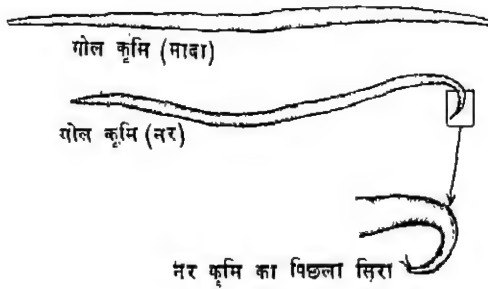 गोल कृमि (मादा)
गोल कृमि (नर)
नर कृमि का पिछला सिरा